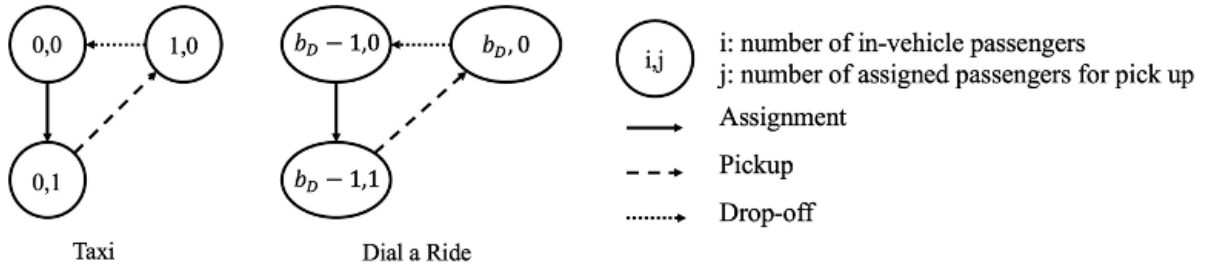 0,0
1,0
0,1
Taxi
b_D − 1,0
b_D, 0
b_D − 1,1
Dial a Ride
i,j
i: number of in-vehicle passengers
j: number of assigned passengers for pick up
Assignment
Pickup
Drop-off